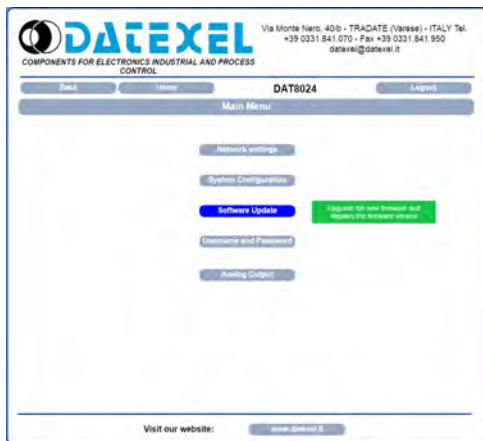 DATEXEL
COMPONENTS FOR ELECTRONICS INDUSTRIAL AND PROCESS
CONTROL
Via Monte Nero, 40/b - TRADATE (Varese) - ITALY Tel.
+39 0331.841.070 - Fax +39 0331.841.950
datexel@datexel.it
Back
Home
DAT8024
Logout
Main Menu
Network settings
System Configuration
Software Update
Upgrade the new firmware and
displays the firmware version
Username and Password
Analog Output
Visit our website:
www.datexel.it